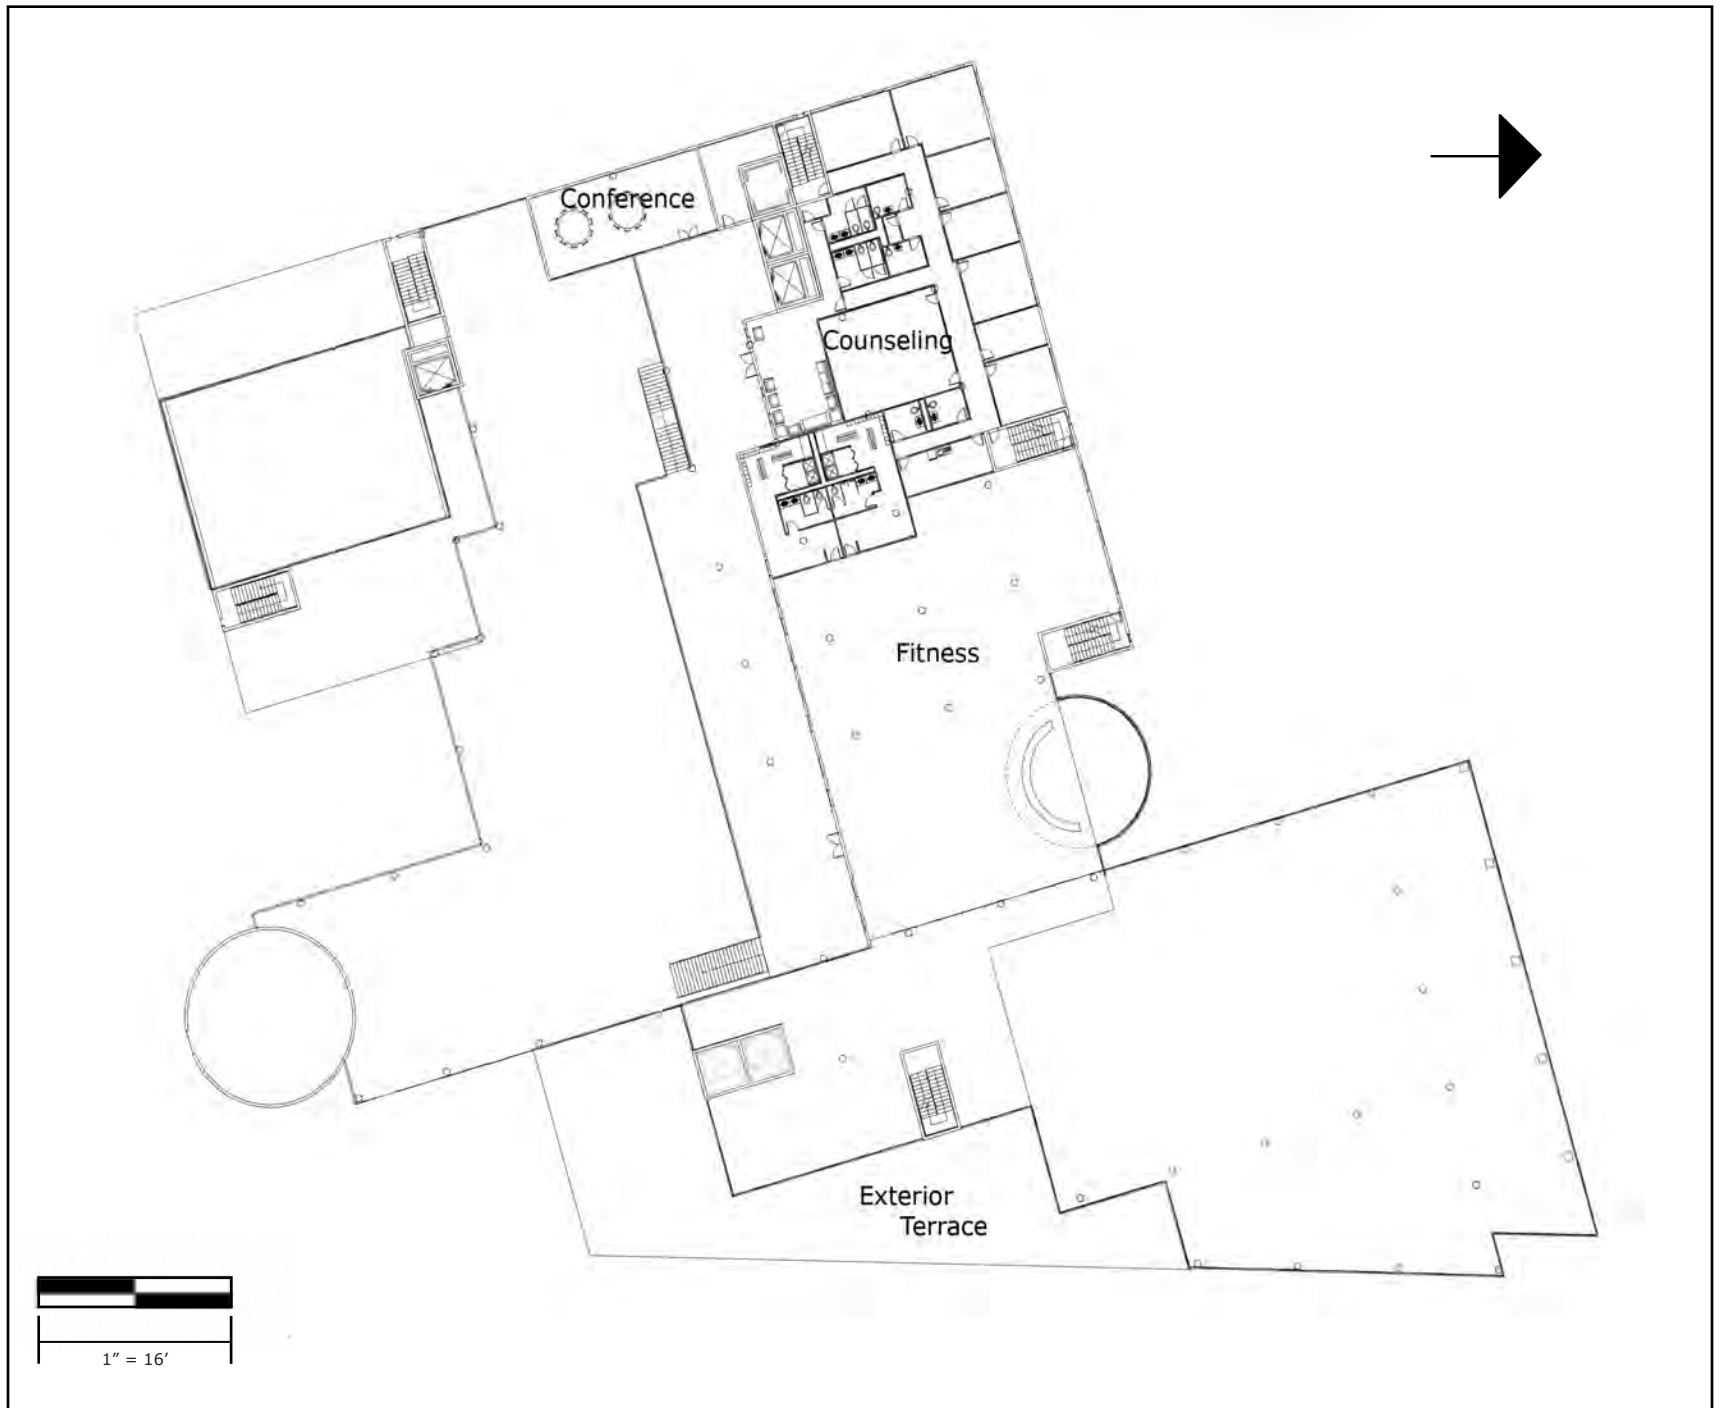 Conference
Counseling
Fitness
Exterior
Terrace
1” = 16’